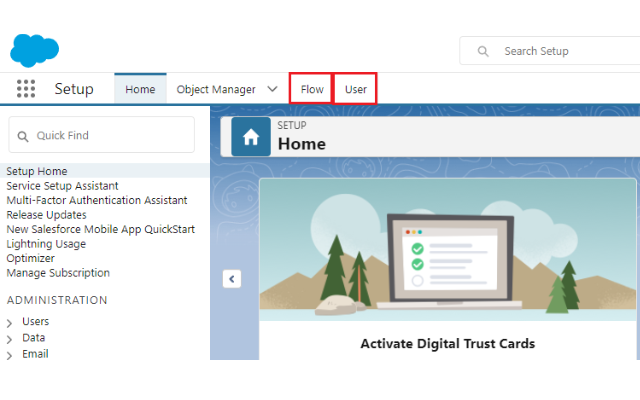 Search Setup
Setup Home Object Manager Flow User
Quick Find
SETUP
Home
Setup Home
Service Setup Assistant
Multi-Factor Authentication Assistant
Release Updates
New Salesforce Mobile App QuickStart
Lightning Usage
Optimizer
Manage Subscription
ADMINISTRATION
Users
Data
Email
Activate Digital Trust Cards